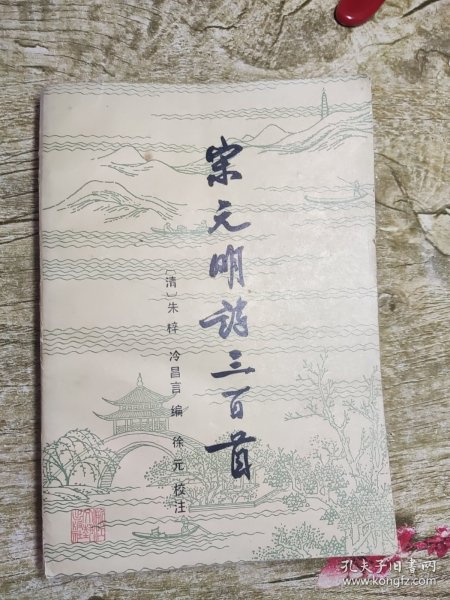 宋元明诗三百首
〔清〕朱梓 冷昌言 编 徐元 校注
孔夫子旧书网
www.kongfz.com